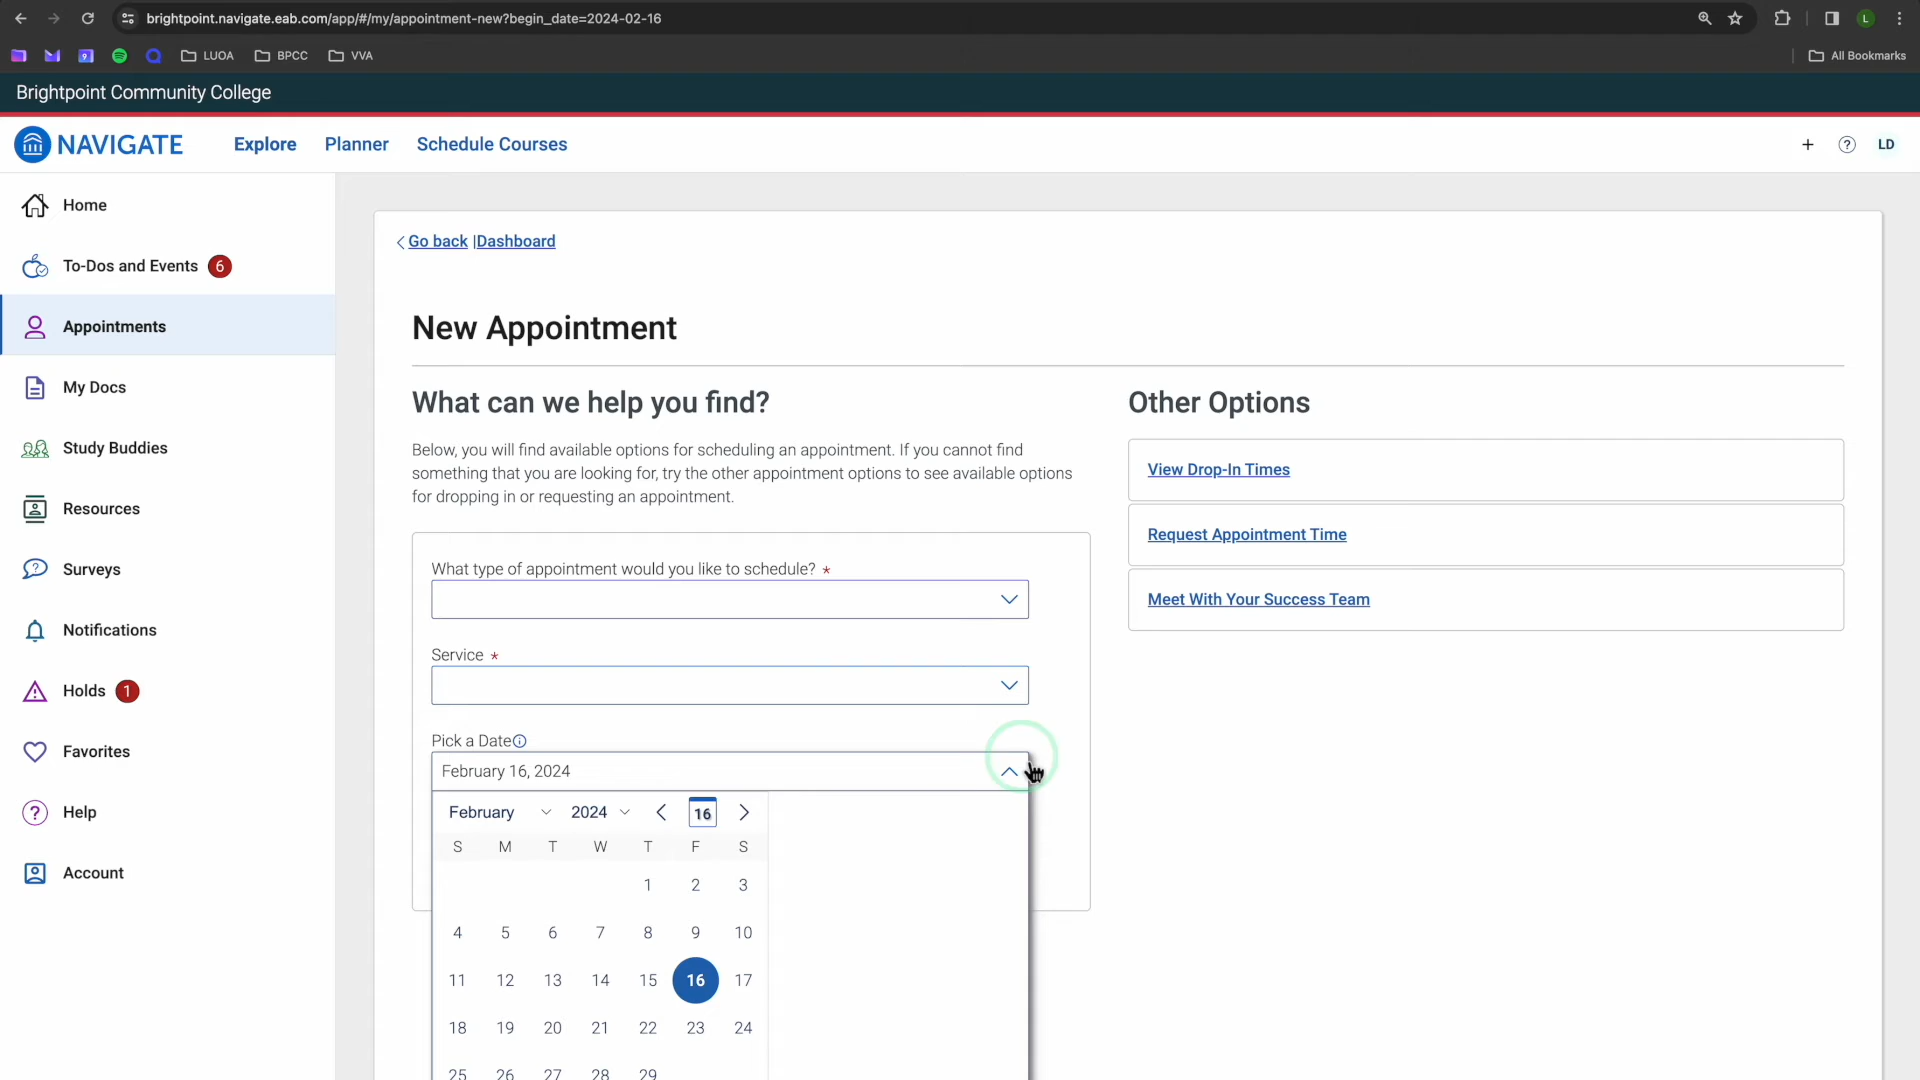 brightpoint.navigate.eab.com/app/#/my/appointment-new?begin_date=2024-02-16
L
9
LUOA
BPCC
VVA
All Bookmarks
Brightpoint Community College
NAVIGATE
Explore
Planner
Schedule Courses
+
?
LD
Home
To-Dos and Events 6
Appointments
My Docs
Study Buddies
Resources
Surveys
Notifications
Holds 1
Favorites
Help
Account
Go back |Dashboard
New Appointment
What can we help you find?
Below, you will find available options for scheduling an appointment. If you cannot find
something that you are looking for, try the other appointment options to see available options
for dropping in or requesting an appointment.
What type of appointment would you like to schedule? *
Service *
Pick a Date
February 16, 2024
February 2024 16
S M T W T F S
1 2 3
4 5 6 7 8 9 10
11 12 13 14 15 16 17
18 19 20 21 22 23 24
25 26 27 28 29
Other Options
View Drop-In Times
Request Appointment Time
Meet With Your Success Team